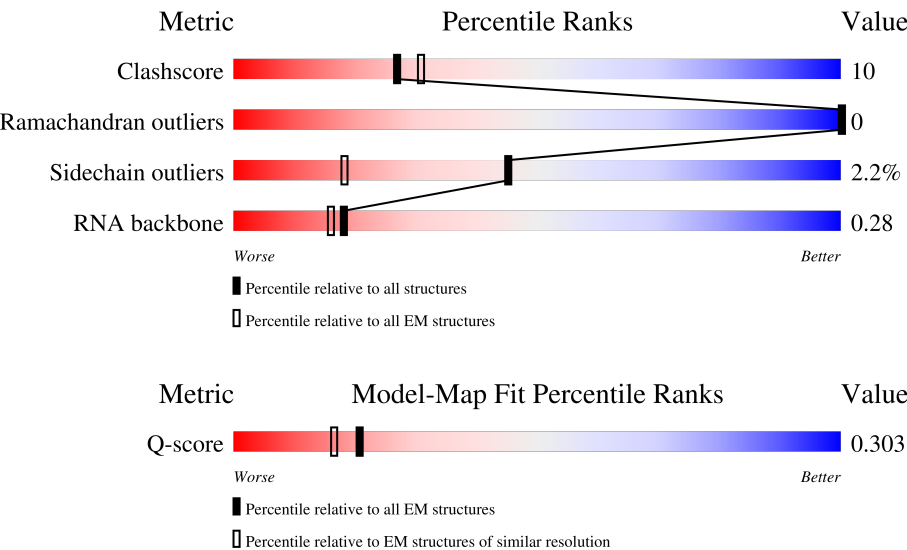 Metric Percentile Ranks Value
Clashscore 10
Ramachandran outliers 0
Sidechain outliers 2.2%
RNA backbone 0.28
Worse Better
Percentile relative to all structures
Percentile relative to all EM structures
Metric Model-Map Fit Percentile Ranks Value
Q-score 0.303
Worse Better
Percentile relative to all EM structures
Percentile relative to EM structures of similar resolution